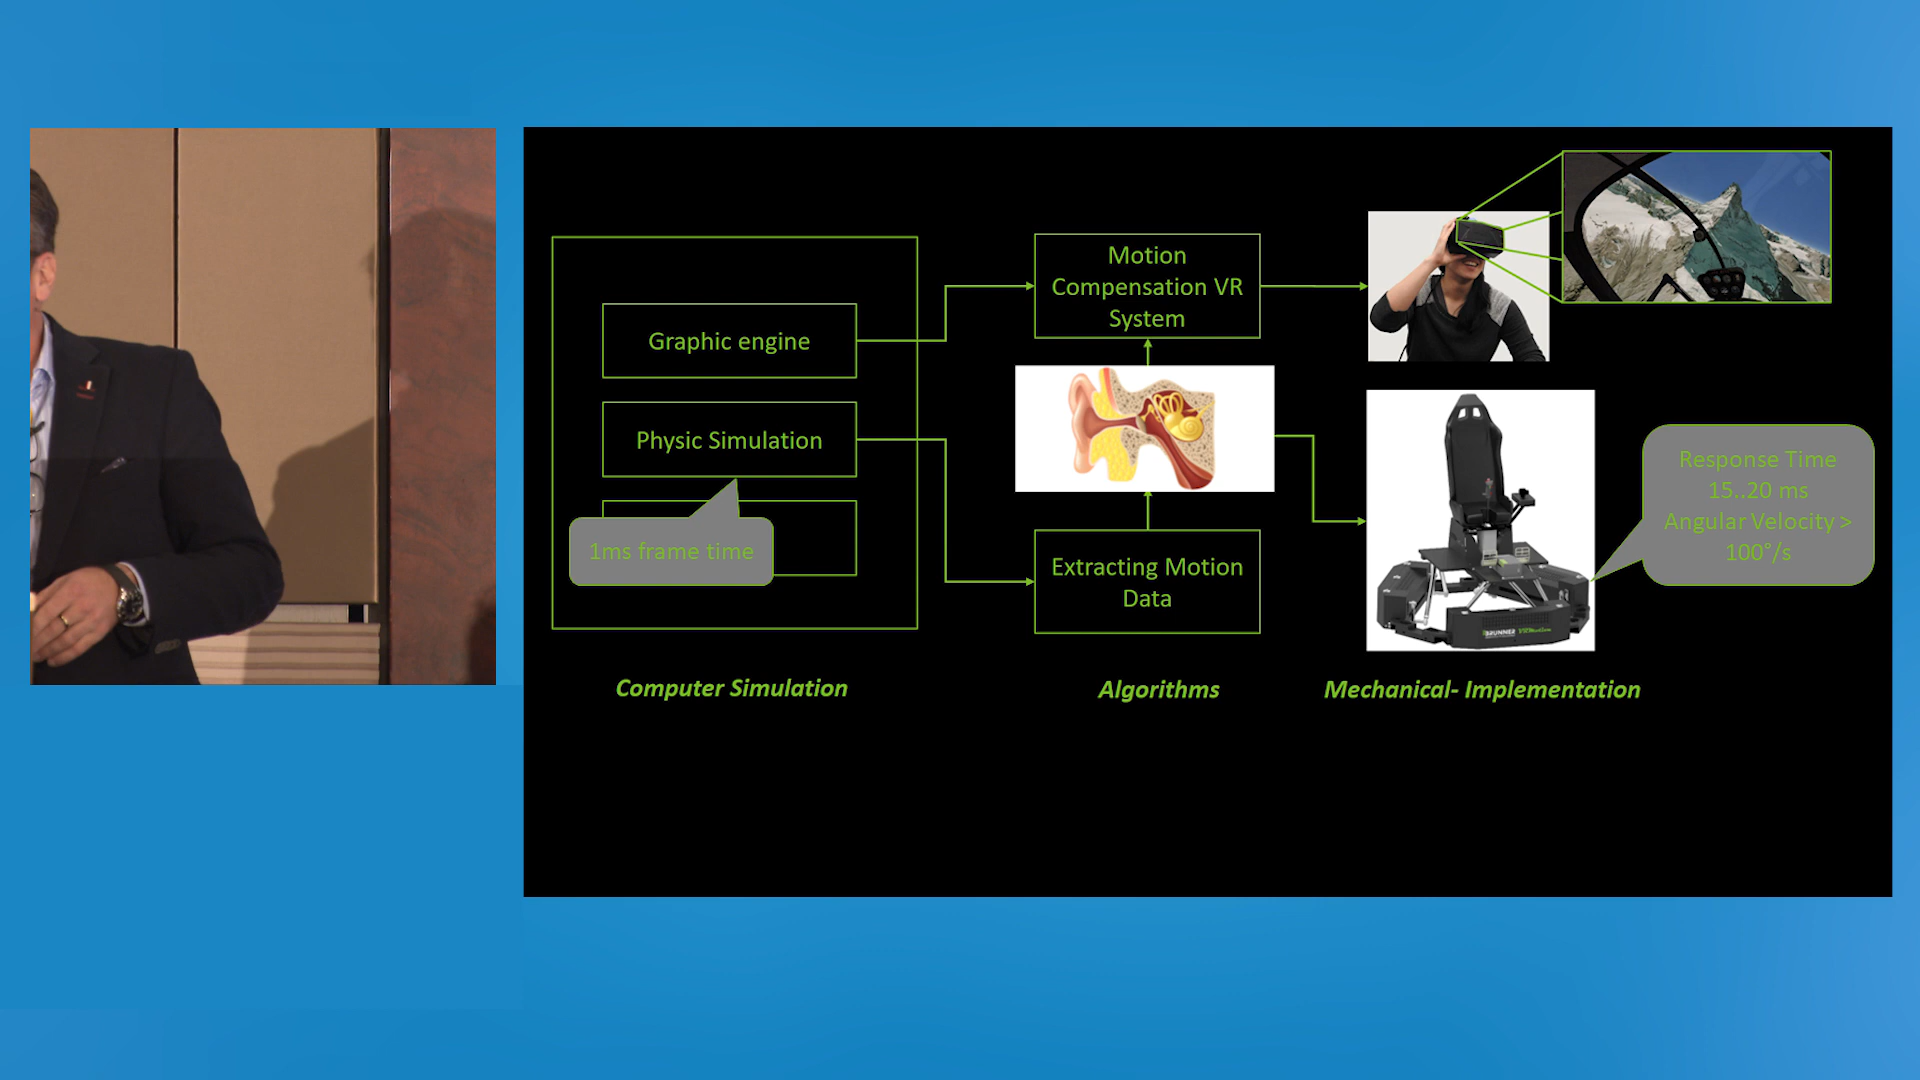 Graphic engine
Physic Simulation
1ms frame time
Computer Simulation
Motion
Compensation VR
System
Extracting Motion
Data
Algorithms
BRUNNER
Mechanical- Implementation
Response Time
15..20 ms
Angular Velocity >
100°/s